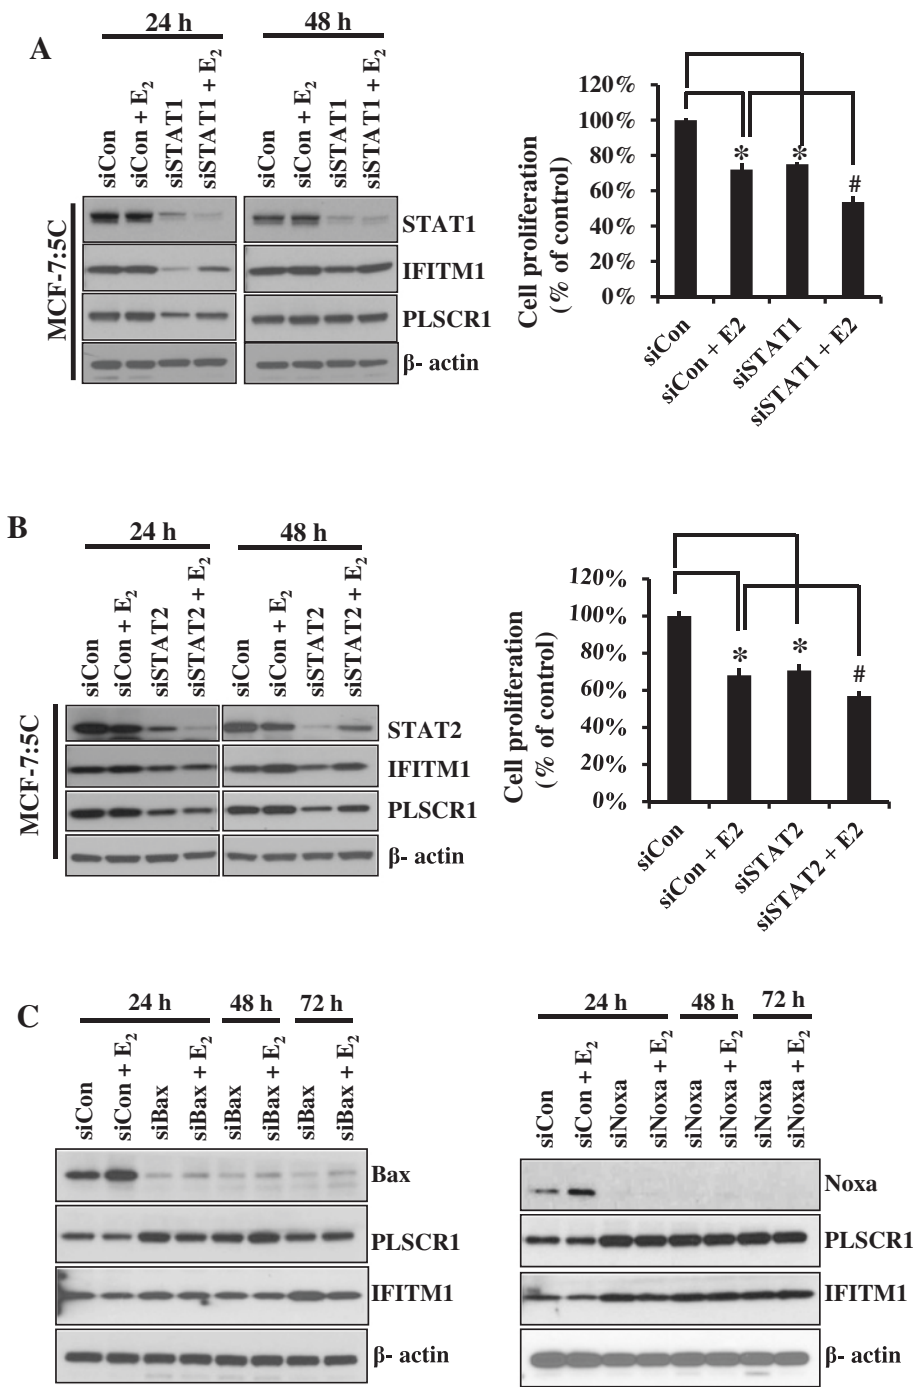 A
24 h
48 h
siCon
siCon + E2
siSTAT1
siSTAT1 + E2
siCon
siCon + E2
siSTAT1
siSTAT1 + E2
MCF-7:5C
STAT1
IFITM1
PLSCR1
β- actin
Cell proliferation
(% of control)
120%
100%
80%
60%
40%
20%
0%
*
*
#
siCon
siCon + E2
siSTAT1
siSTAT1 + E2
B
24 h
48 h
siCon
siCon + E2
siSTAT2
siSTAT2 + E2
siCon
siCon + E2
siSTAT2
siSTAT2 + E2
MCF-7:5C
STAT2
IFITM1
PLSCR1
β- actin
Cell proliferation
(% of control)
120%
100%
80%
60%
40%
20%
0%
*
*
#
siCon
siCon + E2
siSTAT2
siSTAT2 + E2
C
24 h
48 h
72 h
siCon
siCon + E2
siBax
siBax + E2
siBax
siBax + E2
siBax
siBax + E2
Bax
PLSCR1
IFITM1
β- actin
24 h
48 h
72 h
siCon
siCon + E2
siNoxa
siNoxa + E2
siNoxa
siNoxa + E2
siNoxa
siNoxa + E2
Noxa
PLSCR1
IFITM1
β- actin